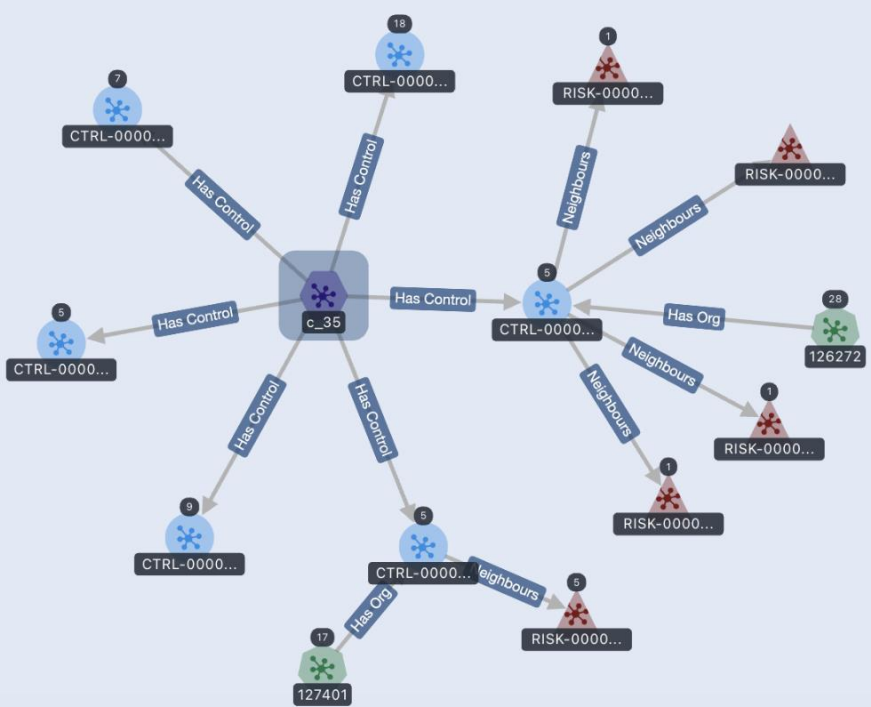 18
CTRL-0000...
1
RISK-0000...
7
CTRL-0000...
Has Control
Has Control
Neighbours
RISK-0000...
Neighbours
5
CTRL-0000...
Has Control
c_35
Has Control
5
CTRL-0000...
Has Org
28
126272
Neighbours
Neighbours
1
RISK-0000...
Has Control
Has Control
1
RISK-0000...
9
CTRL-0000...
5
CTRL-0000...
Neighbours
5
RISK-0000...
Has Org
17
127401